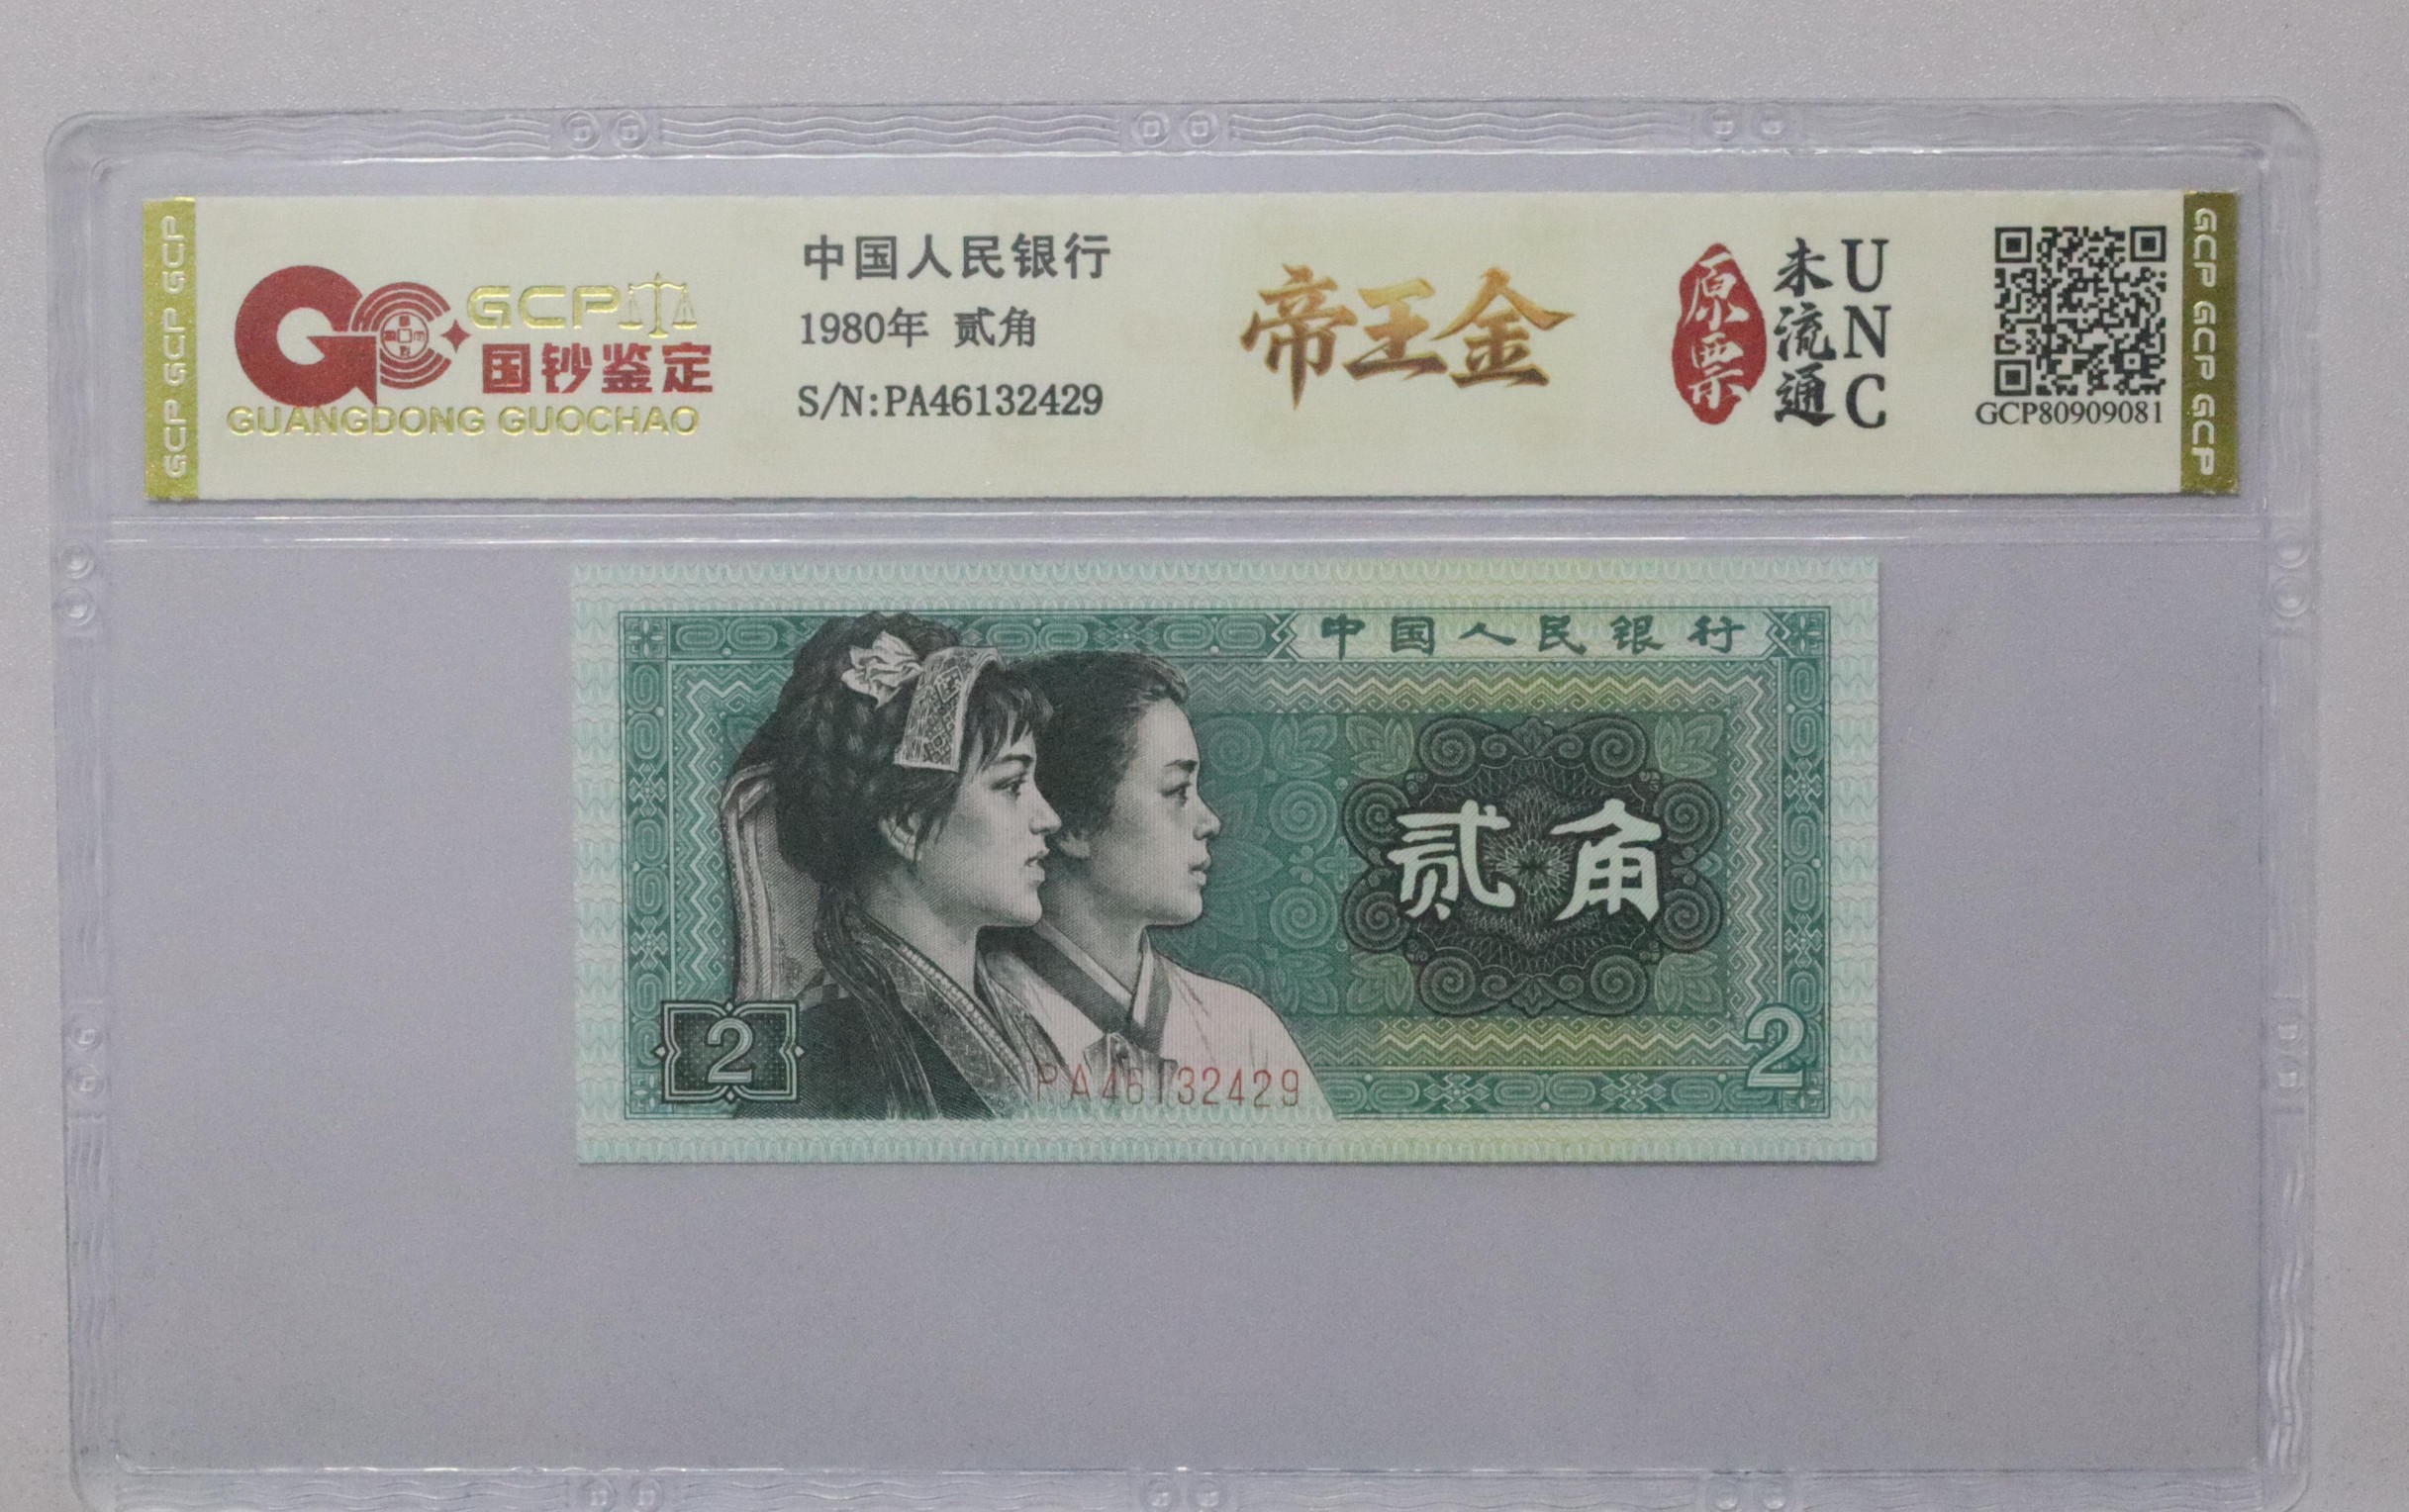 GCP GCP GCP
GCP
国钞鉴定
GUANGDONG GUOCHAO
中国人民银行
1980年 贰角
S/N:PA46132429
帝王金
原票
未流通
UNC
GCP80909081
GCP GCP GCP
中国人民银行
贰角
2
PA46132429
2